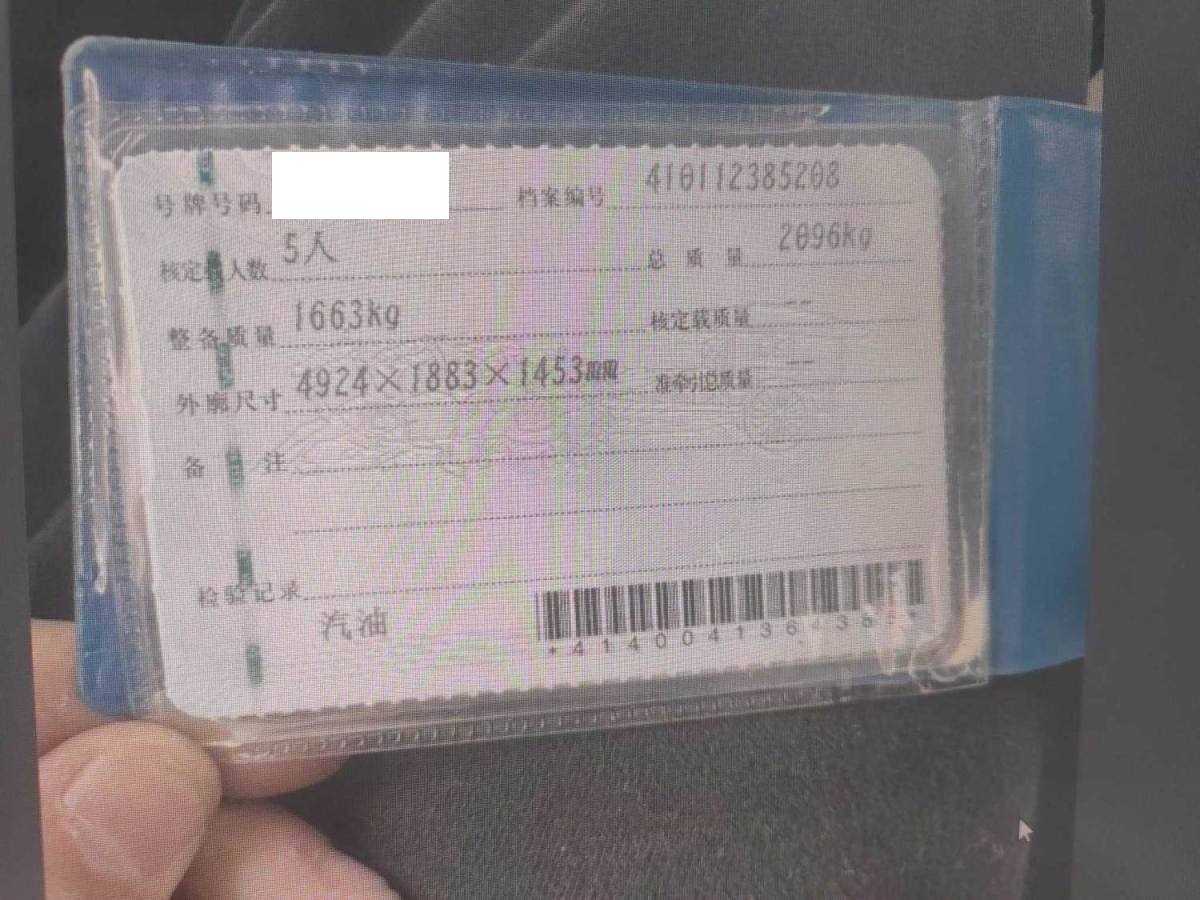 号牌号码 档案编号 410112385208
核定载人数 5人 总质量 2096kg
整备质量 1663kg 核定载质量 --
外廓尺寸 4924×1883×1453mm 准牵引总质量 --
备注
检验记录
汽油